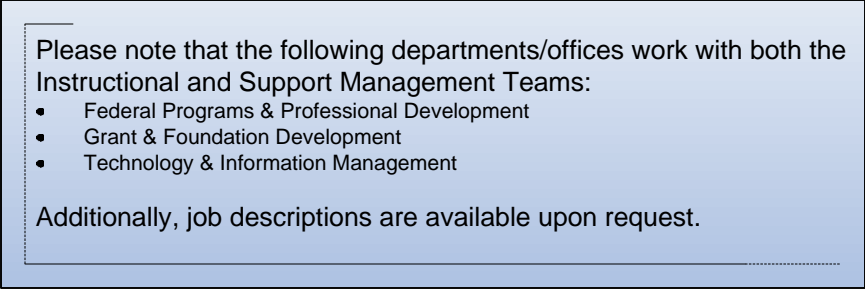 Please note that the following departments/offices work with both the
Instructional and Support Management Teams:
• Federal Programs & Professional Development
• Grant & Foundation Development
• Technology & Information Management
Additionally, job descriptions are available upon request.